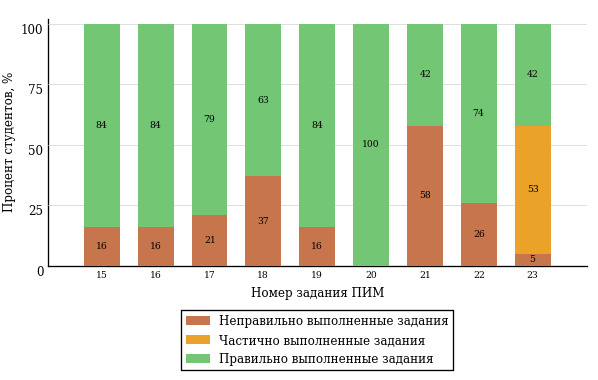 Процент студентов, %
100
75
50
25
0
84 84 79 63 84 100 42 74 42
16 16 21 37 16 58 26 53 5
15 16 17 18 19 20 21 22 23
Номер задания ПИМ
Неправильно выполненные задания
Частично выполненные задания
Правильно выполненные задания